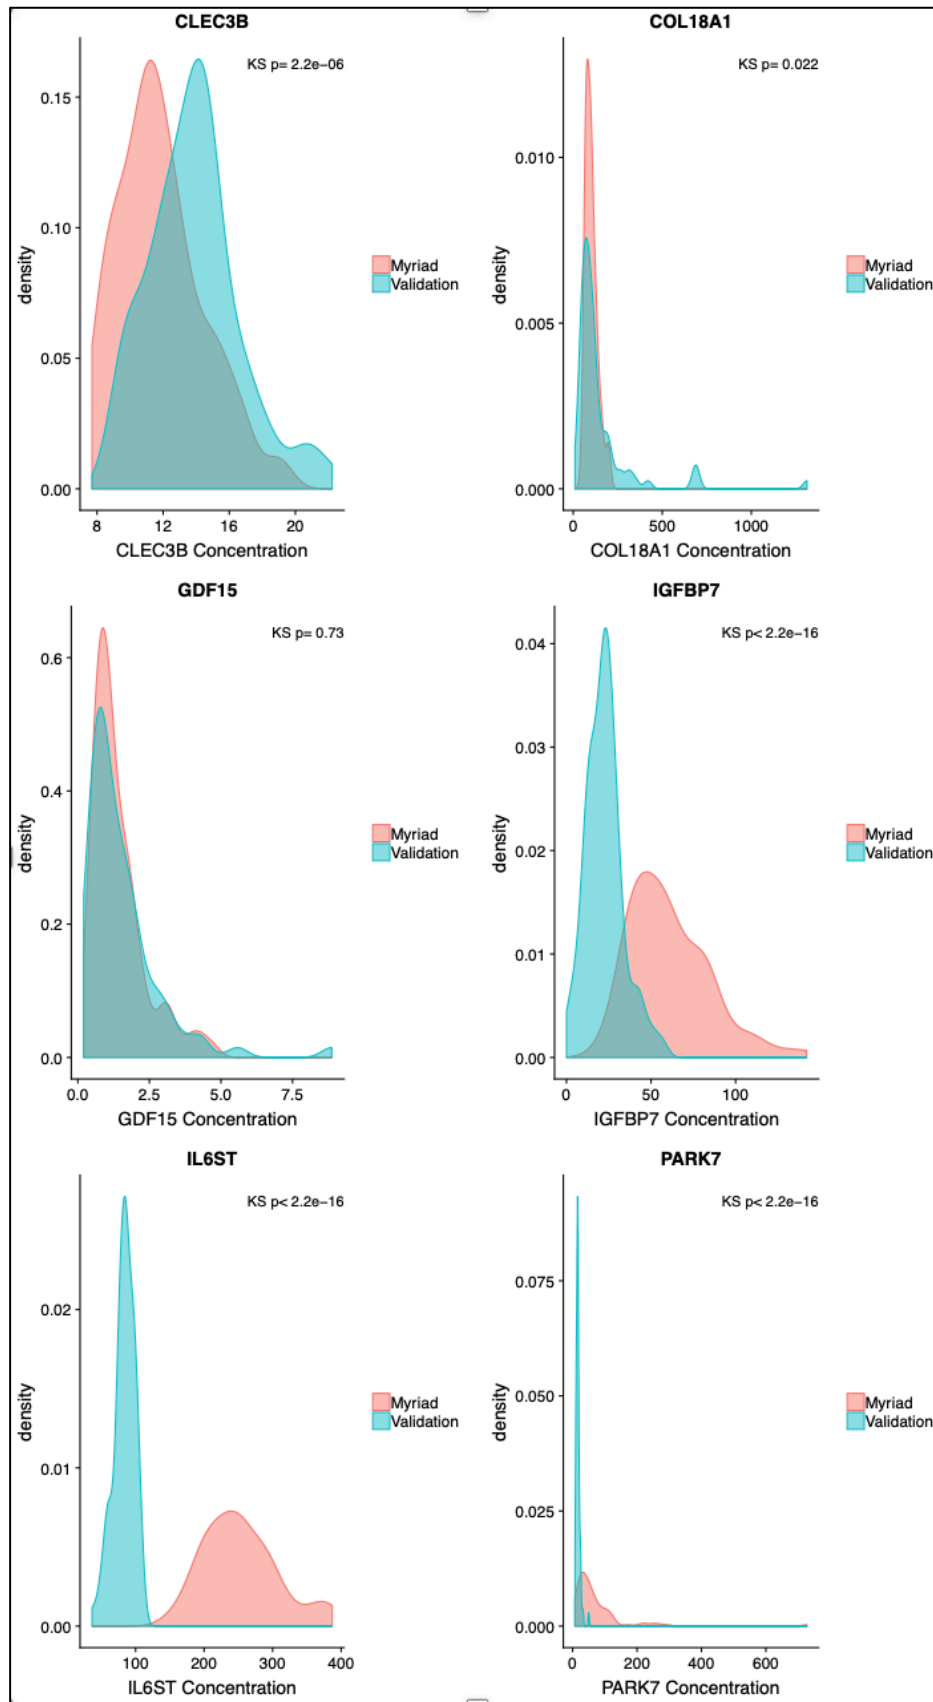 CLEC3B
KS p= 2.2e−06
0.15
0.10
0.05
0.00
density
Myriad
Validation
8 12 16 20
CLEC3B Concentration
COL18A1
KS p= 0.022
0.010
0.005
0.000
density
Myriad
Validation
0 500 1000
COL18A1 Concentration
GDF15
KS p= 0.73
0.6
0.4
0.2
0.0
density
Myriad
Validation
0.0 2.5 5.0 7.5
GDF15 Concentration
IGFBP7
KS p< 2.2e−16
0.04
0.03
0.02
0.01
0.00
density
Myriad
Validation
0 50 100
IGFBP7 Concentration
IL6ST
KS p< 2.2e−16
0.02
0.01
0.00
density
Myriad
Validation
100 200 300 400
IL6ST Concentration
PARK7
KS p< 2.2e−16
0.075
0.050
0.025
0.000
density
Myriad
Validation
0 200 400 600
PARK7 Concentration